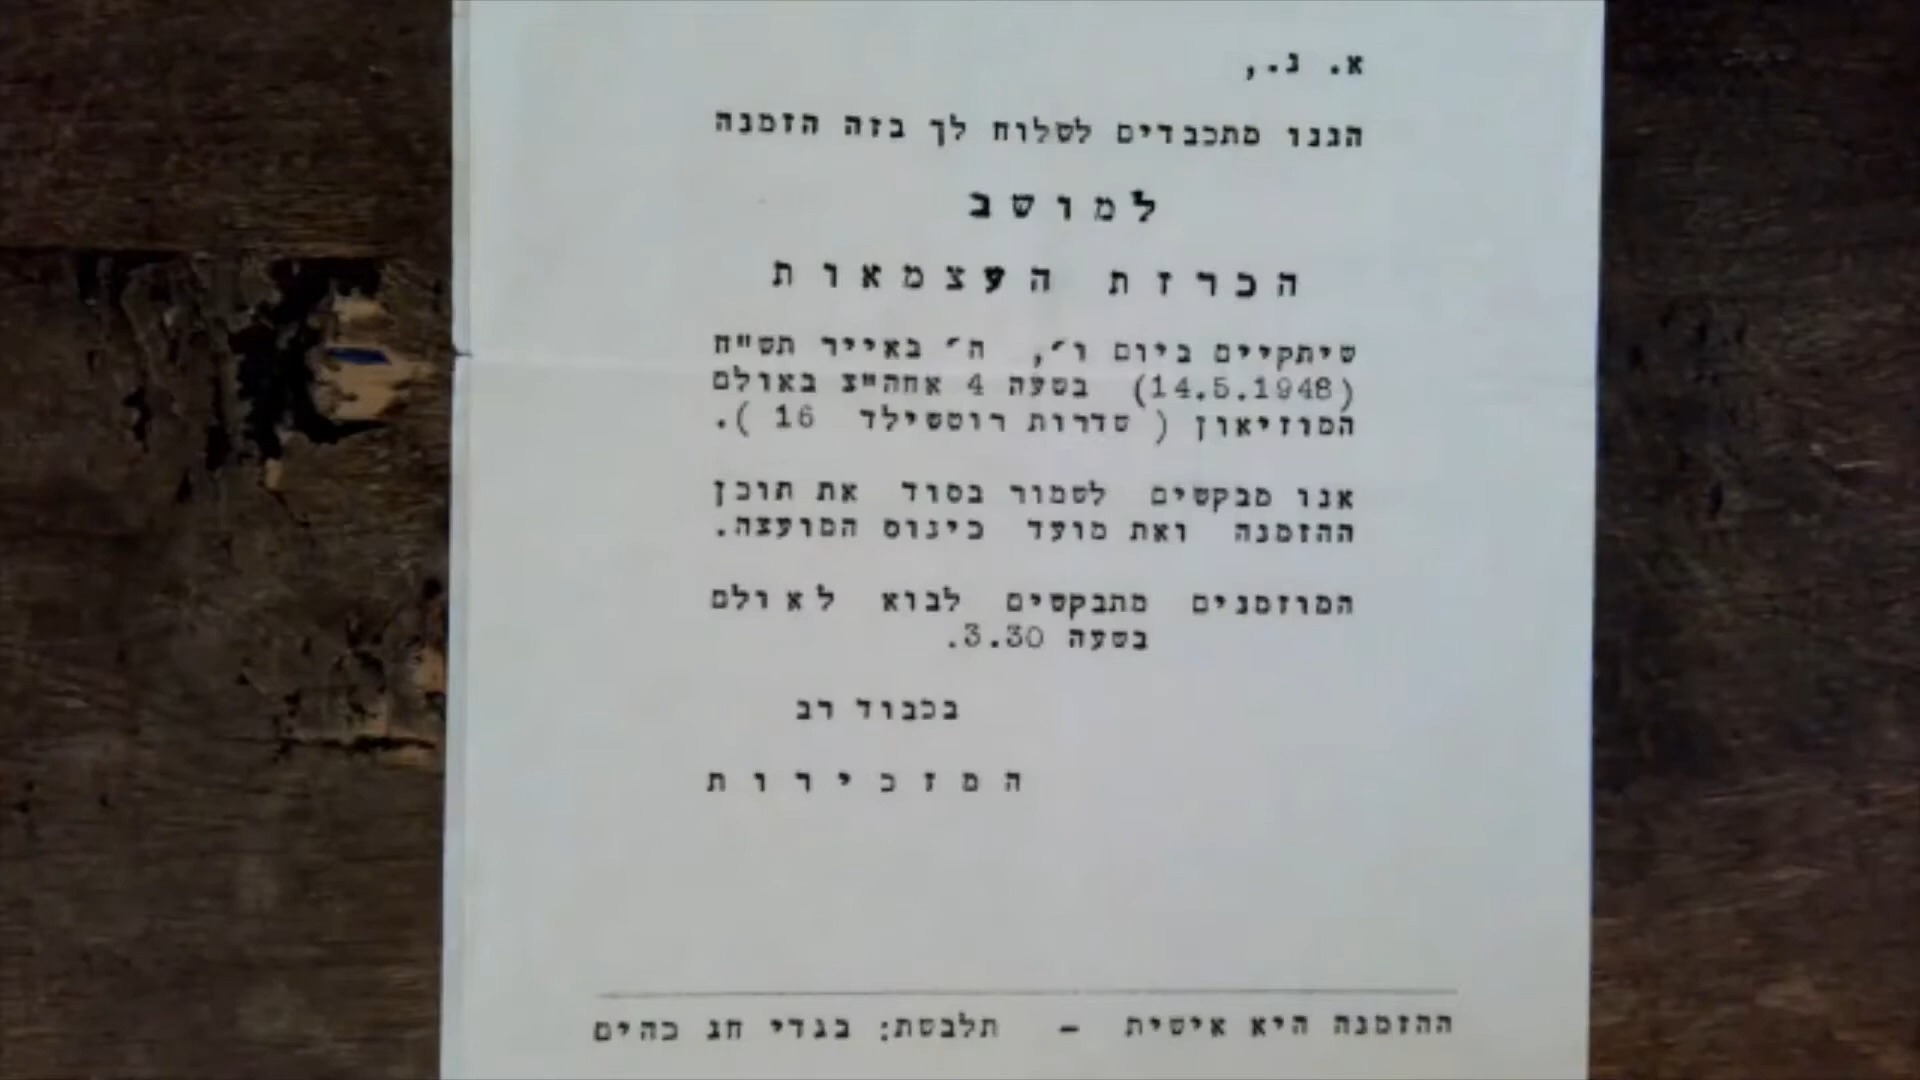 א. נ.,
הננו מתכבדים לשלוח לך בזה הזמנה
למושב
הכרזת העצמאות
שיתקיים ביום ו׳, ה׳ באייר תש"ח
(14.5.1948) בשעה 4 אחה"צ באולם
המוזיאון ( שדרות רוטשילד 16 ).
אנו מבקשים לשמור בסוד את תוכן
ההזמנה ואת מועד כינוס המועצה.
המוזמנים מתבקשים לבוא לאולם
בשעה 3.30.
בכבוד רב
המזכירות
ההזמנה היא אישית - תלבשת: בגדי חג כהים